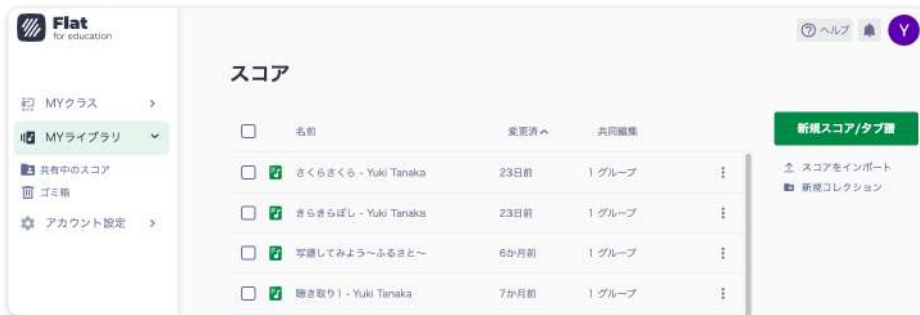 Flat
for education
ヘルプ
Y
スコア
MYクラス
MYライブラリ
共有中のスコア
ゴミ箱
アカウント設定
名前 変更済 共同編集
さくらさくら - Yuki Tanaka 23日前 1 グループ
きらきらぼし - Yuki Tanaka 23日前 1 グループ
写譜してみよう〜ふるさと〜 6か月前 1 グループ
聴き取り1 - Yuki Tanaka 7か月前 1 グループ
新規スコア/タブ譜
スコアをインポート
新規コレクション